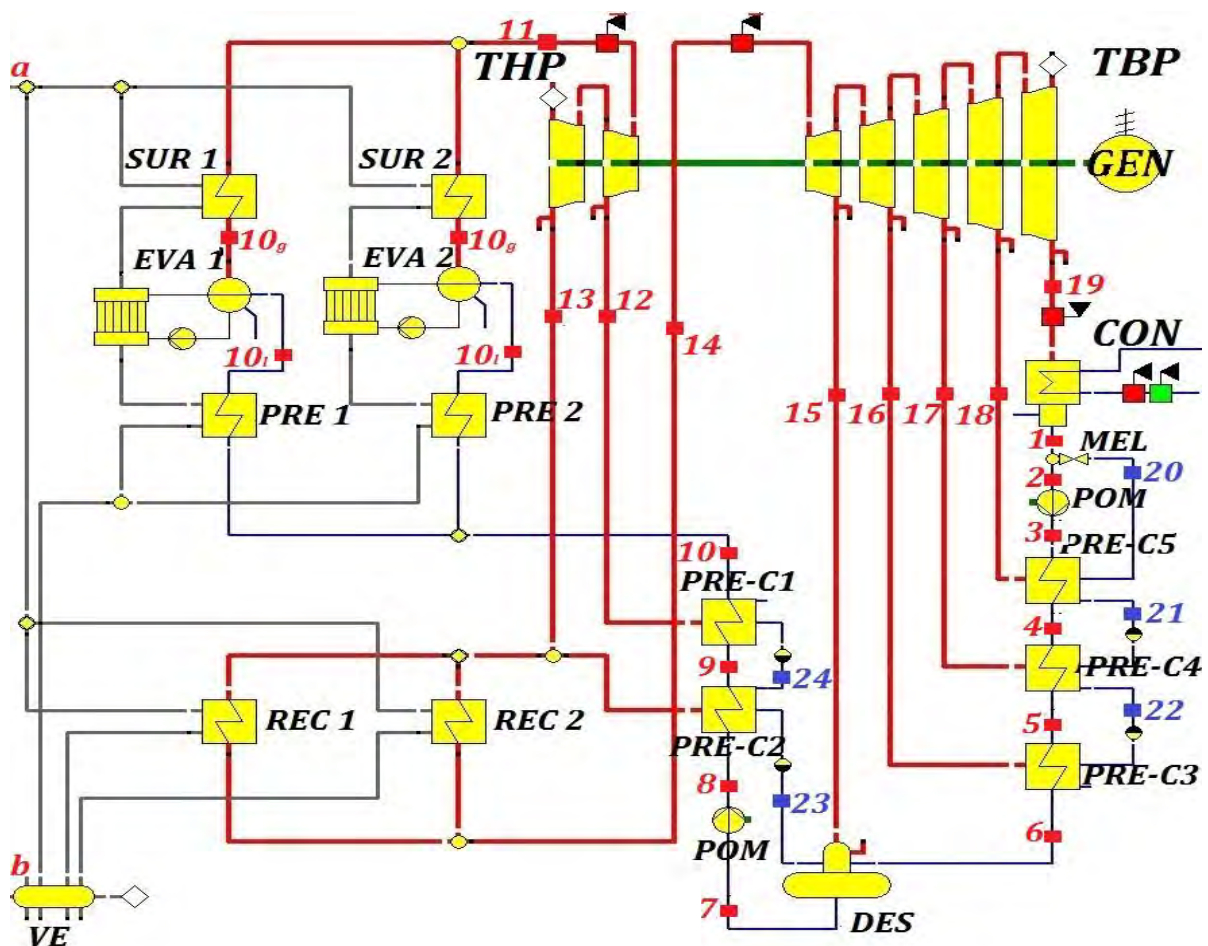 11
a
THP
TBP
SUR 1
SUR 2
GEN
10g
10g
EVA 1
EVA 2
13
12
14
19
CON
10l
10l
PRE 1
PRE 2
15
16
17
18
1
MEL
2
20
POM
3
10
PRE-C5
PRE-C1
21
4
9
24
PRE-C4
REC 1
REC 2
22
5
PRE-C2
8
23
PRE-C3
POM
6
b
7
DES
VE